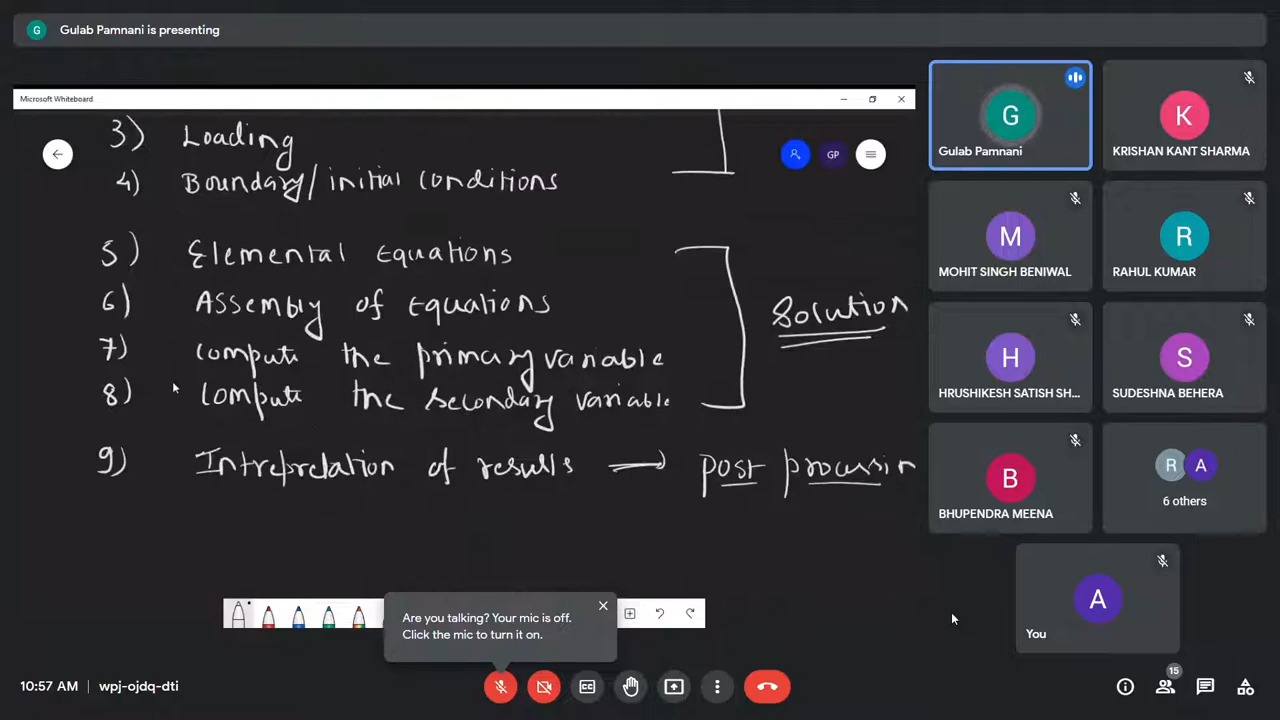 G Gulab Pamnani is presenting
Microsoft Whiteboard
GP
3) Loading
4) Boundary/initial conditions
5) Elemental Equations
6) Assembly of Equations
7) compute the primary variable
8) compute the secondary variable
Solution
9) Intrepretation of results → post
G
Gulab Pamnani
K
KRISHAN KANT SHARMA
M
MOHIT SINGH BENIWAL
R
RAHUL KUMAR
H
HRUSHIKESH SATISH SH...
S
SUDESHNA BEHERA
B
BHUPENDRA MEENA
R A
6 others
A
You
Are you talking? Your mic is off.
Click the mic to turn it on.
10:57 AM wpj-ojdq-dti
CC
15